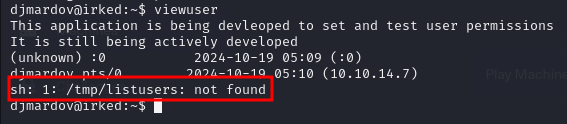 djmardov@irked:~$ viewuser
This application is being devleoped to set and test user permissions
It is still being actively developed
(unknown) :0           2024-10-19 05:09 (:0)
djmardov pts/0        2024-10-19 05:10 (10.10.14.7)
sh: 1: /tmp/listusers: not found
djmardov@irked:~$
Play Machine